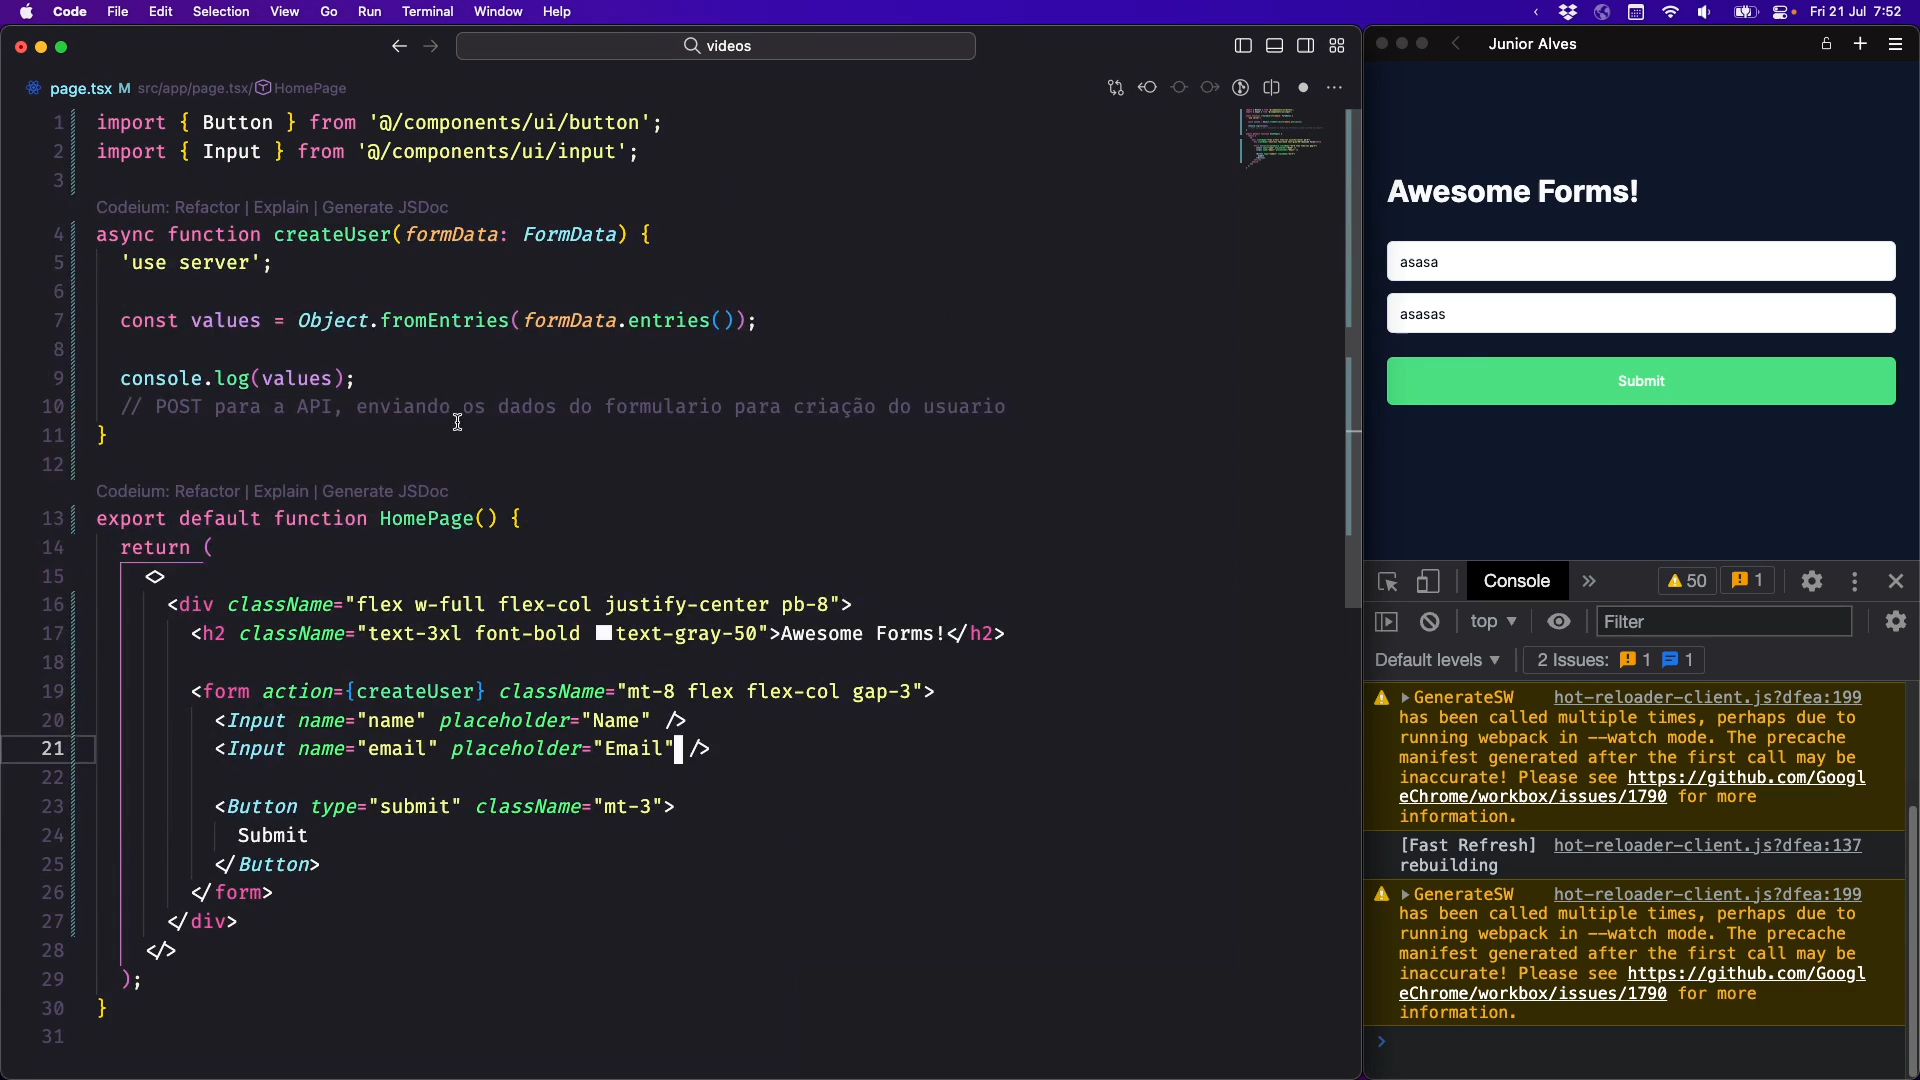 Code File Edit Selection View Go Run Terminal Window Help
Fri 21 Jul 7:52
videos
page.tsx M src/app/page.tsx/ HomePage
1 import { Button } from '@/components/ui/button';
2 import { Input } from '@/components/ui/input';
3
Codeium: Refactor | Explain | Generate JSDoc
4 async function createUser(formData: FormData) {
5 'use server';
6
7 const values = Object.fromEntries(formData.entries());
8
9 console.log(values);
10 // POST para a API, enviando os dados do formulario para criação do usuario
11 }
12
Codeium: Refactor | Explain | Generate JSDoc
13 export default function HomePage() {
14 return (
15 <>
16 <div className="flex w-full flex-col justify-center pb-8">
17 <h2 className="text-3xl font-bold text-gray-50">Awesome Forms!</h2>
18
19 <form action={createUser} className="mt-8 flex flex-col gap-3">
20 <Input name="name" placeholder="Name" />
21 <Input name="email" placeholder="Email" />
22
23 <Button type="submit" className="mt-3">
24 Submit
25 </Button>
26 </form>
27 </div>
28 </>
29 );
30 }
31
Junior Alves
Awesome Forms!
asasa
asasas
Submit
Console » 50 1
top Filter
Default levels 2 Issues: 1 1
GenerateSW hot-reloader-client.js?dfea:199
has been called multiple times, perhaps due to
running webpack in --watch mode. The precache
manifest generated after the first call may be
inaccurate! Please see https://github.com/Googl
eChrome/workbox/issues/1790 for more
information.
[Fast Refresh] hot-reloader-client.js?dfea:137
rebuilding
GenerateSW hot-reloader-client.js?dfea:199
has been called multiple times, perhaps due to
running webpack in --watch mode. The precache
manifest generated after the first call may be
inaccurate! Please see https://github.com/Googl
eChrome/workbox/issues/1790 for more
information.